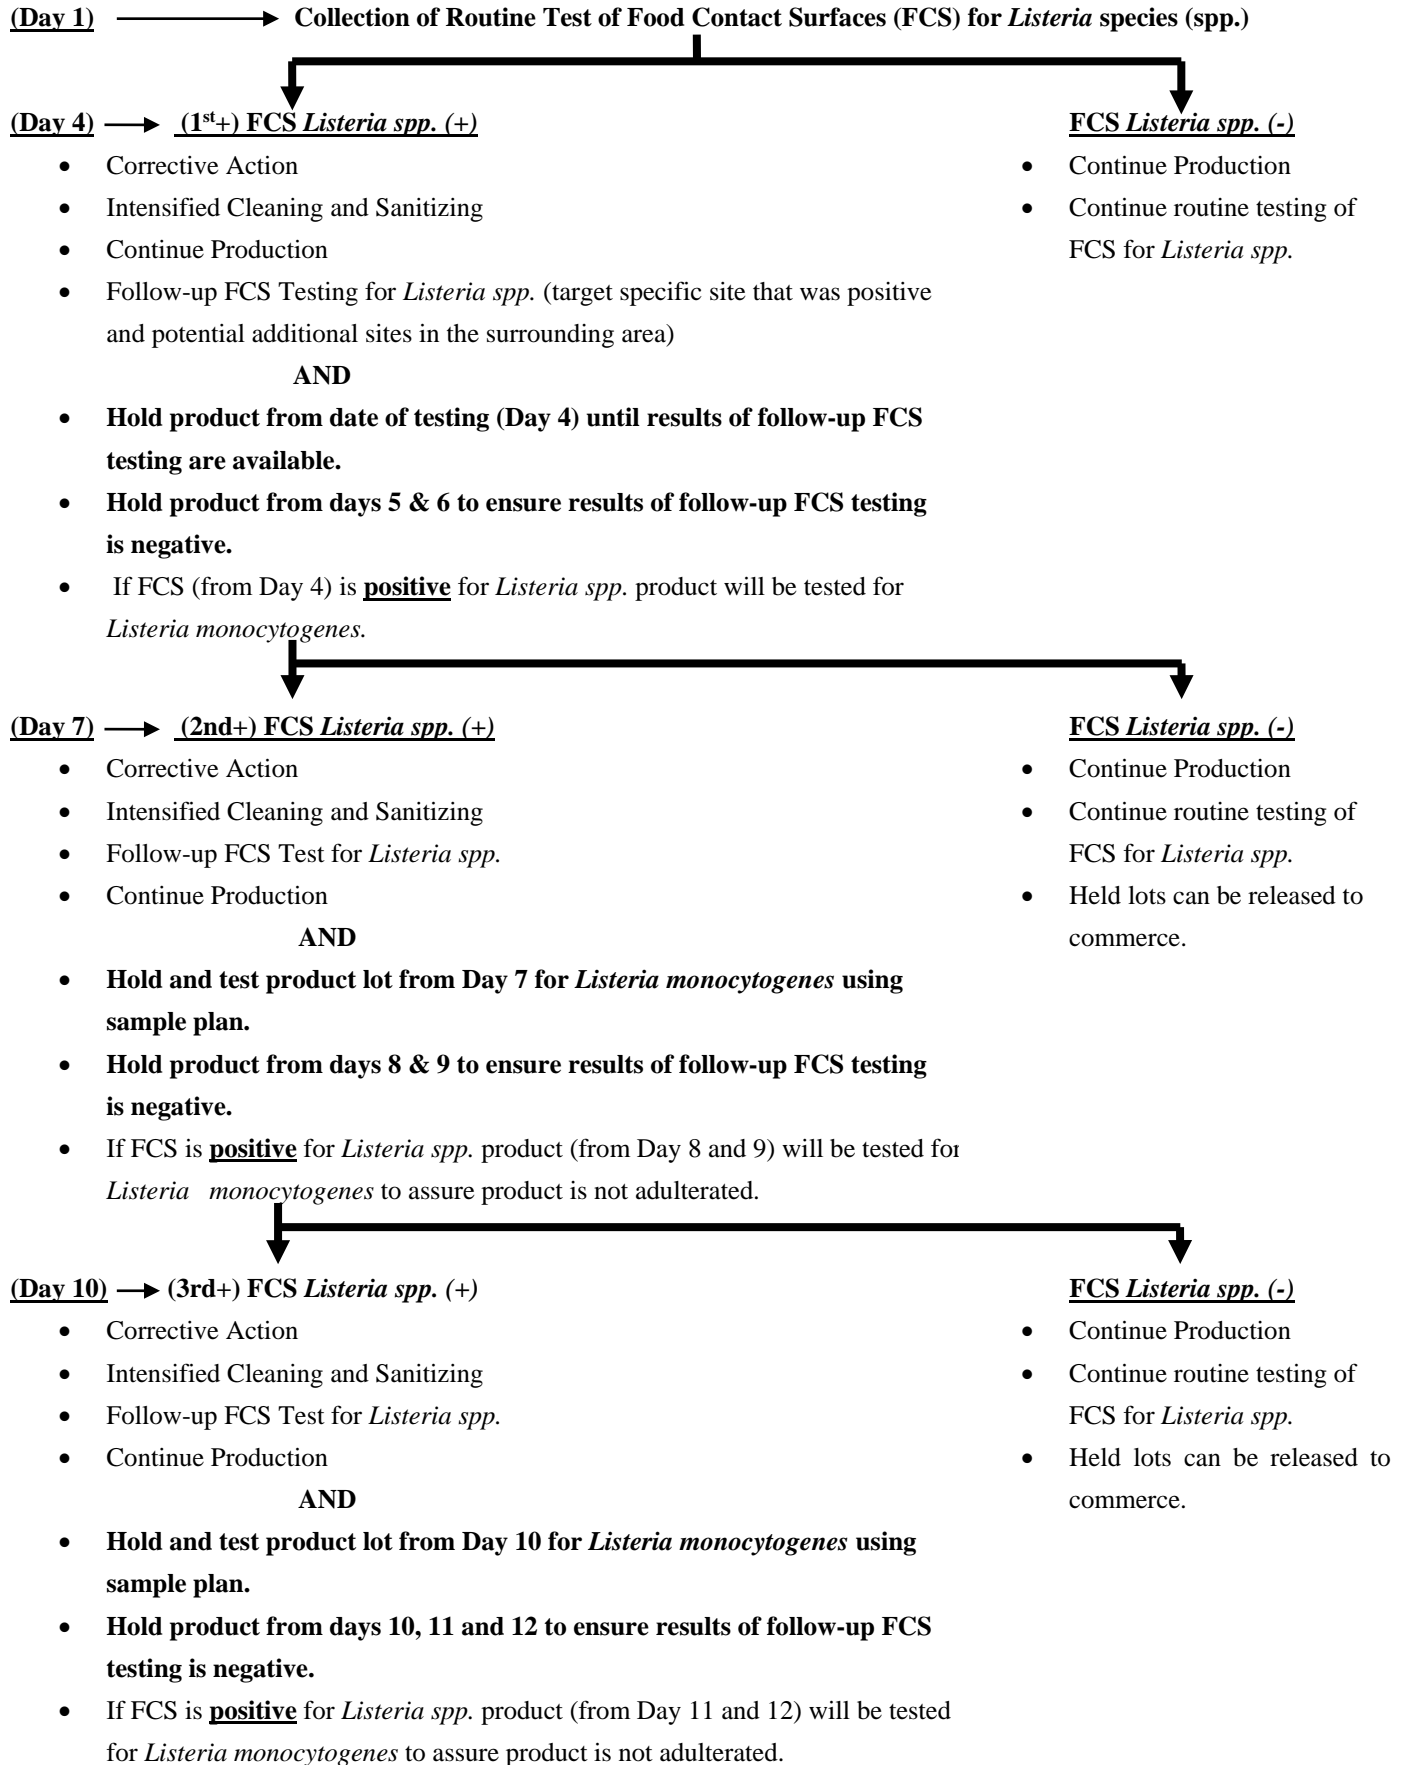 (Day 1) Collection of Routine Test of Food Contact Surfaces (FCS) for Listeria species (spp.)
(Day 4) (1st+) FCS Listeria spp. (+)
• Corrective Action
• Intensified Cleaning and Sanitizing
• Continue Production
• Follow-up FCS Testing for Listeria spp. (target specific site that was positive
and potential additional sites in the surrounding area)
AND
• Hold product from date of testing (Day 4) until results of follow-up FCS
testing are available.
• Hold product from days 5 & 6 to ensure results of follow-up FCS testing
is negative.
• If FCS (from Day 4) is positive for Listeria spp. product will be tested for
Listeria monocytogenes.
FCS Listeria spp. (-)
• Continue Production
• Continue routine testing of
FCS for Listeria spp.
(Day 7) (2nd+) FCS Listeria spp. (+)
• Corrective Action
• Intensified Cleaning and Sanitizing
• Follow-up FCS Test for Listeria spp.
• Continue Production
AND
• Hold and test product lot from Day 7 for Listeria monocytogenes using
sample plan.
• Hold product from days 8 & 9 to ensure results of follow-up FCS testing
is negative.
• If FCS is positive for Listeria spp. product (from Day 8 and 9) will be tested for
Listeria monocytogenes to assure product is not adulterated.
FCS Listeria spp. (-)
• Continue Production
• Continue routine testing of
FCS for Listeria spp.
• Held lots can be released to
commerce.
(Day 10) (3rd+) FCS Listeria spp. (+)
• Corrective Action
• Intensified Cleaning and Sanitizing
• Follow-up FCS Test for Listeria spp.
• Continue Production
AND
• Hold and test product lot from Day 10 for Listeria monocytogenes using
sample plan.
• Hold product from days 10, 11 and 12 to ensure results of follow-up FCS
testing is negative.
• If FCS is positive for Listeria spp. product (from Day 11 and 12) will be tested
for Listeria monocytogenes to assure product is not adulterated.
FCS Listeria spp. (-)
• Continue Production
• Continue routine testing of
FCS for Listeria spp.
• Held lots can be released to
commerce.